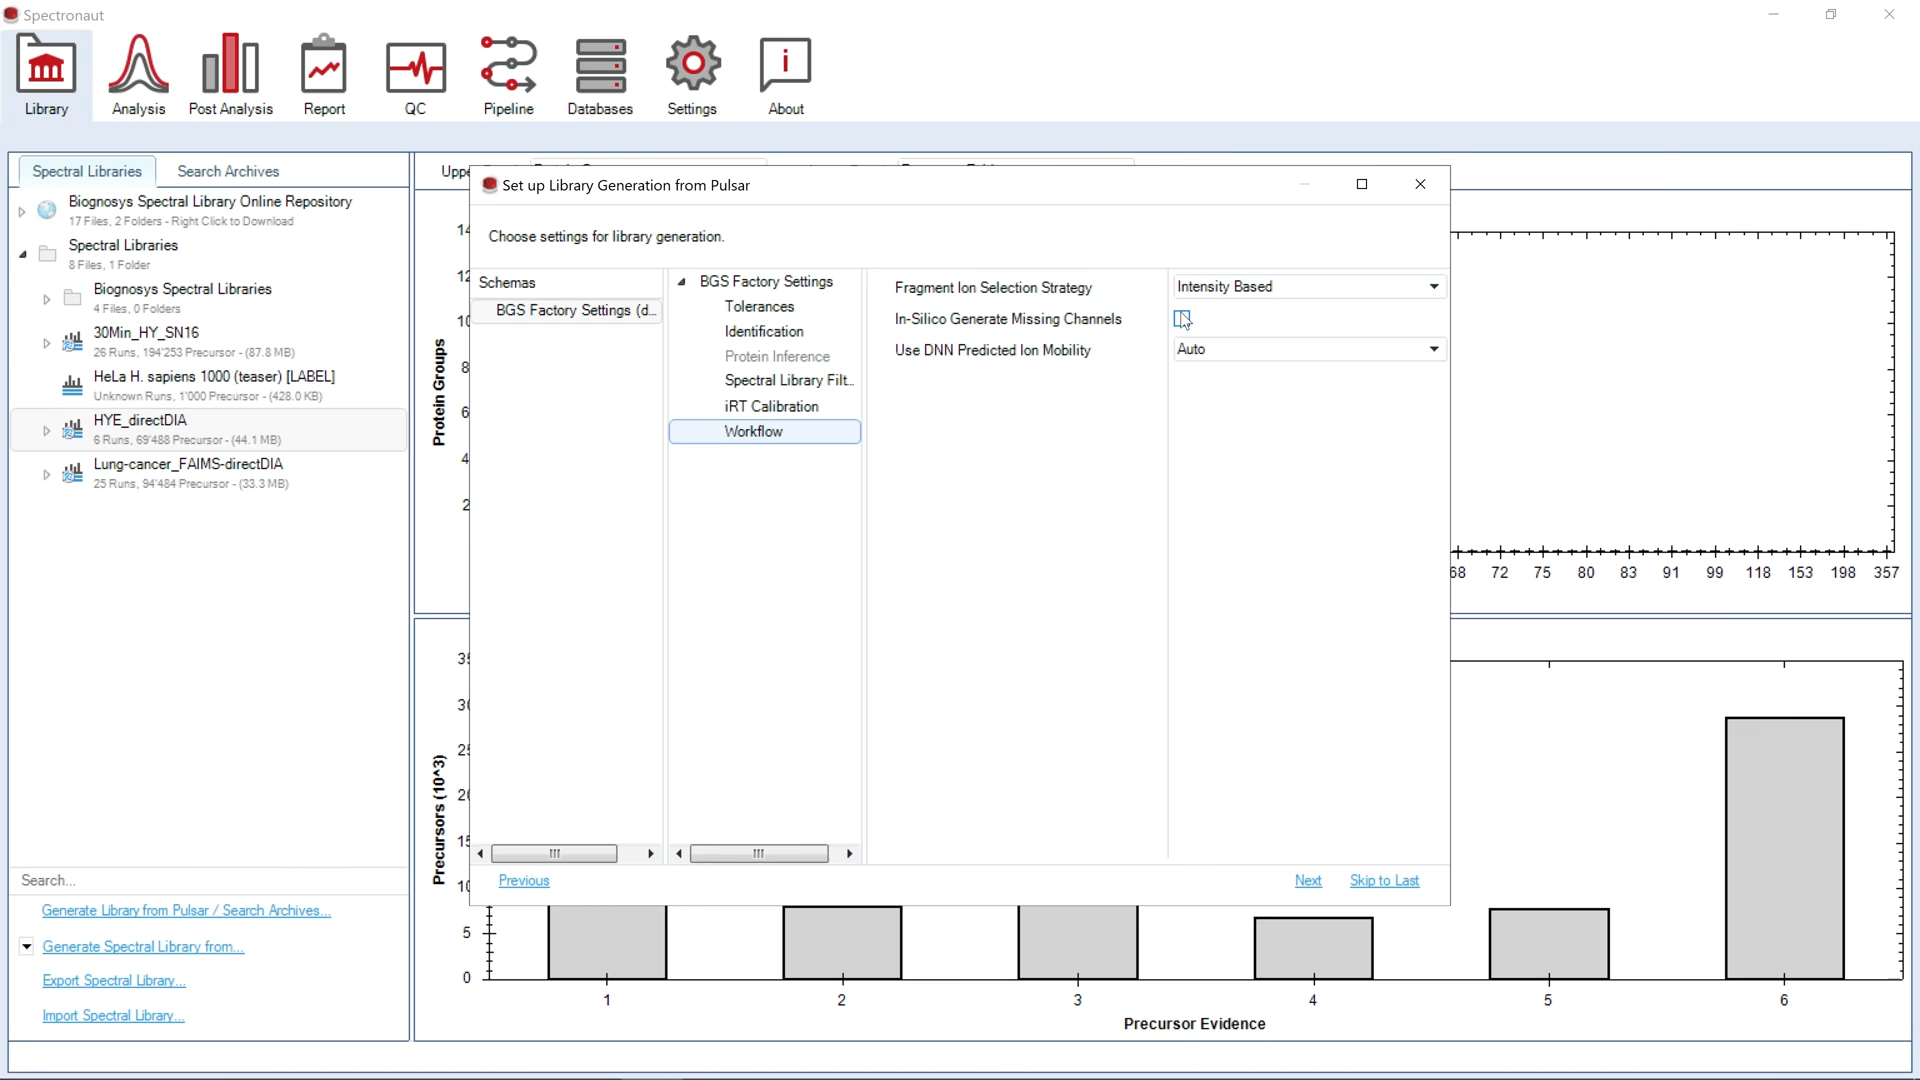 Spectronaut
Library
Analysis
Post Analysis
Report
QC
Pipeline
Databases
Settings
About
Spectral Libraries
Search Archives
Biognosys Spectral Library Online Repository
17 Files, 2 Folders - Right Click to Download
Spectral Libraries
8 Files, 1 Folder
Biognosys Spectral Libraries
4 Files, 0 Folders
30Min_HY_SN16
26 Runs, 194'253 Precursor - (87.8 MB)
HeLa H. sapiens 1000 (teaser) [LABEL]
Unknown Runs, 1'000 Precursor - (428.0 KB)
HYE_directDIA
6 Runs, 69'488 Precursor - (44.1 MB)
Lung-cancer_FAIMS-directDIA
25 Runs, 94'484 Precursor - (33.3 MB)
Search...
Generate Library from Pulsar / Search Archives...
Generate Spectral Library from...
Export Spectral Library...
Import Spectral Library...
Set up Library Generation from Pulsar
Choose settings for library generation.
Schemas
BGS Factory Settings (d...
BGS Factory Settings
Tolerances
Identification
Protein Inference
Spectral Library Filt...
iRT Calibration
Workflow
Fragment Ion Selection Strategy
Intensity Based
In-Silico Generate Missing Channels
Use DNN Predicted Ion Mobility
Auto
Previous
Next
Skip to Last
Protein Groups
72 75 80 83 91 99 118 153 198 357
Precursors (10^3)
5
0
1 2 3 4 5 6
Precursor Evidence